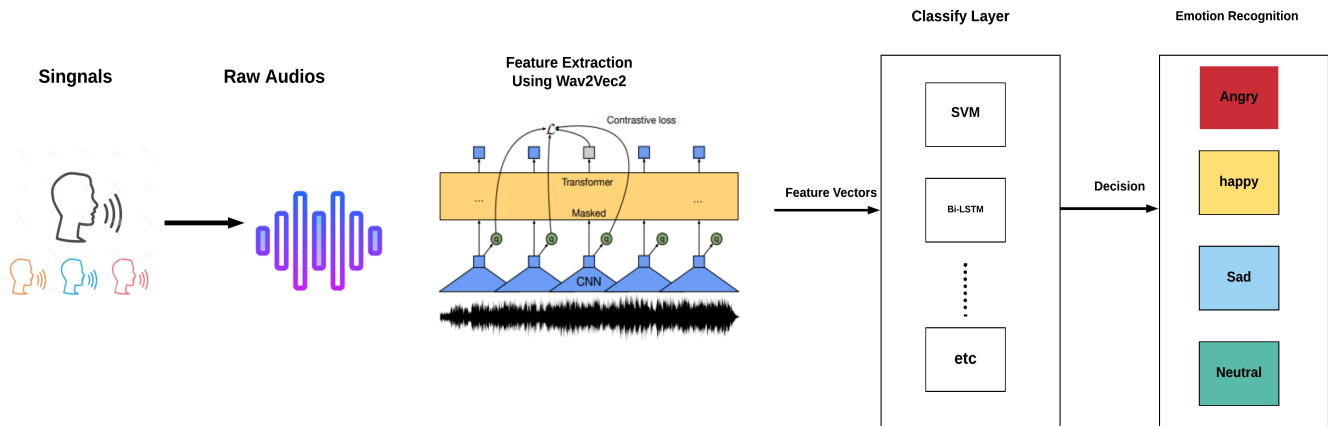 Singnals
Raw Audios
Feature Extraction
Using Wav2Vec2
Contrastive loss
ℒ
Transformer
... ...
Masked
q q q q q
CNN
Feature Vectors
Classify Layer
SVM
Bi-LSTM
etc
Decision
Emotion Recognition
Angry
happy
Sad
Neutral